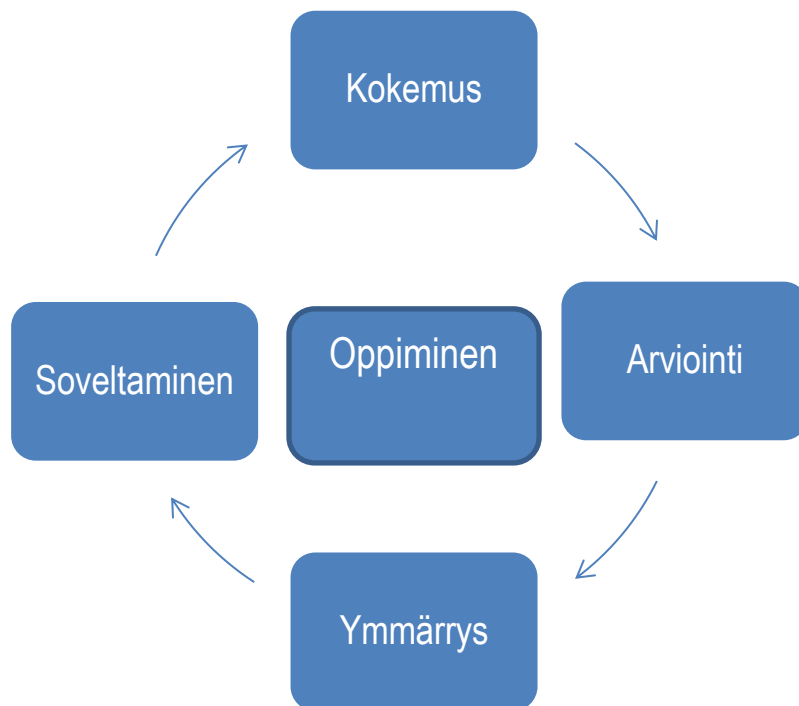 Kokemus
Soveltaminen
Oppiminen
Arviointi
Ymmärrys